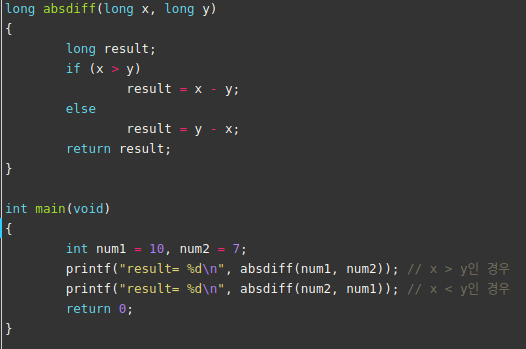 long absdiff(long x, long y)
{
        long result;
        if (x > y)
                result = x - y;
        else
                result = y - x;
        return result;
}

int main(void)
{
        int num1 = 10, num2 = 7;
        printf("result= %d\n", absdiff(num1, num2)); // x > y인 경우
        printf("result= %d\n", absdiff(num2, num1)); // x < y인 경우
        return 0;
}